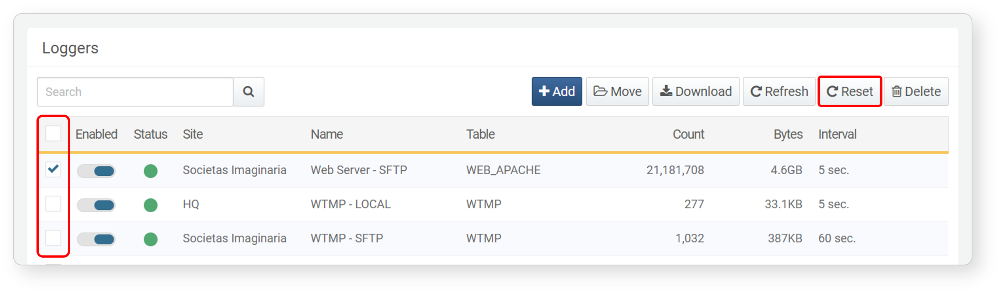 Loggers
Search
Add Move Download Refresh Reset Delete
Enabled Status Site Name Table Count Bytes Interval
Societas Imaginaria Web Server - SFTP WEB_APACHE 21,181,708 4.6GB 5 sec.
HQ WTMP - LOCAL WTMP 277 33.1KB 5 sec.
Societas Imaginaria WTMP - SFTP WTMP 1,032 387KB 60 sec.